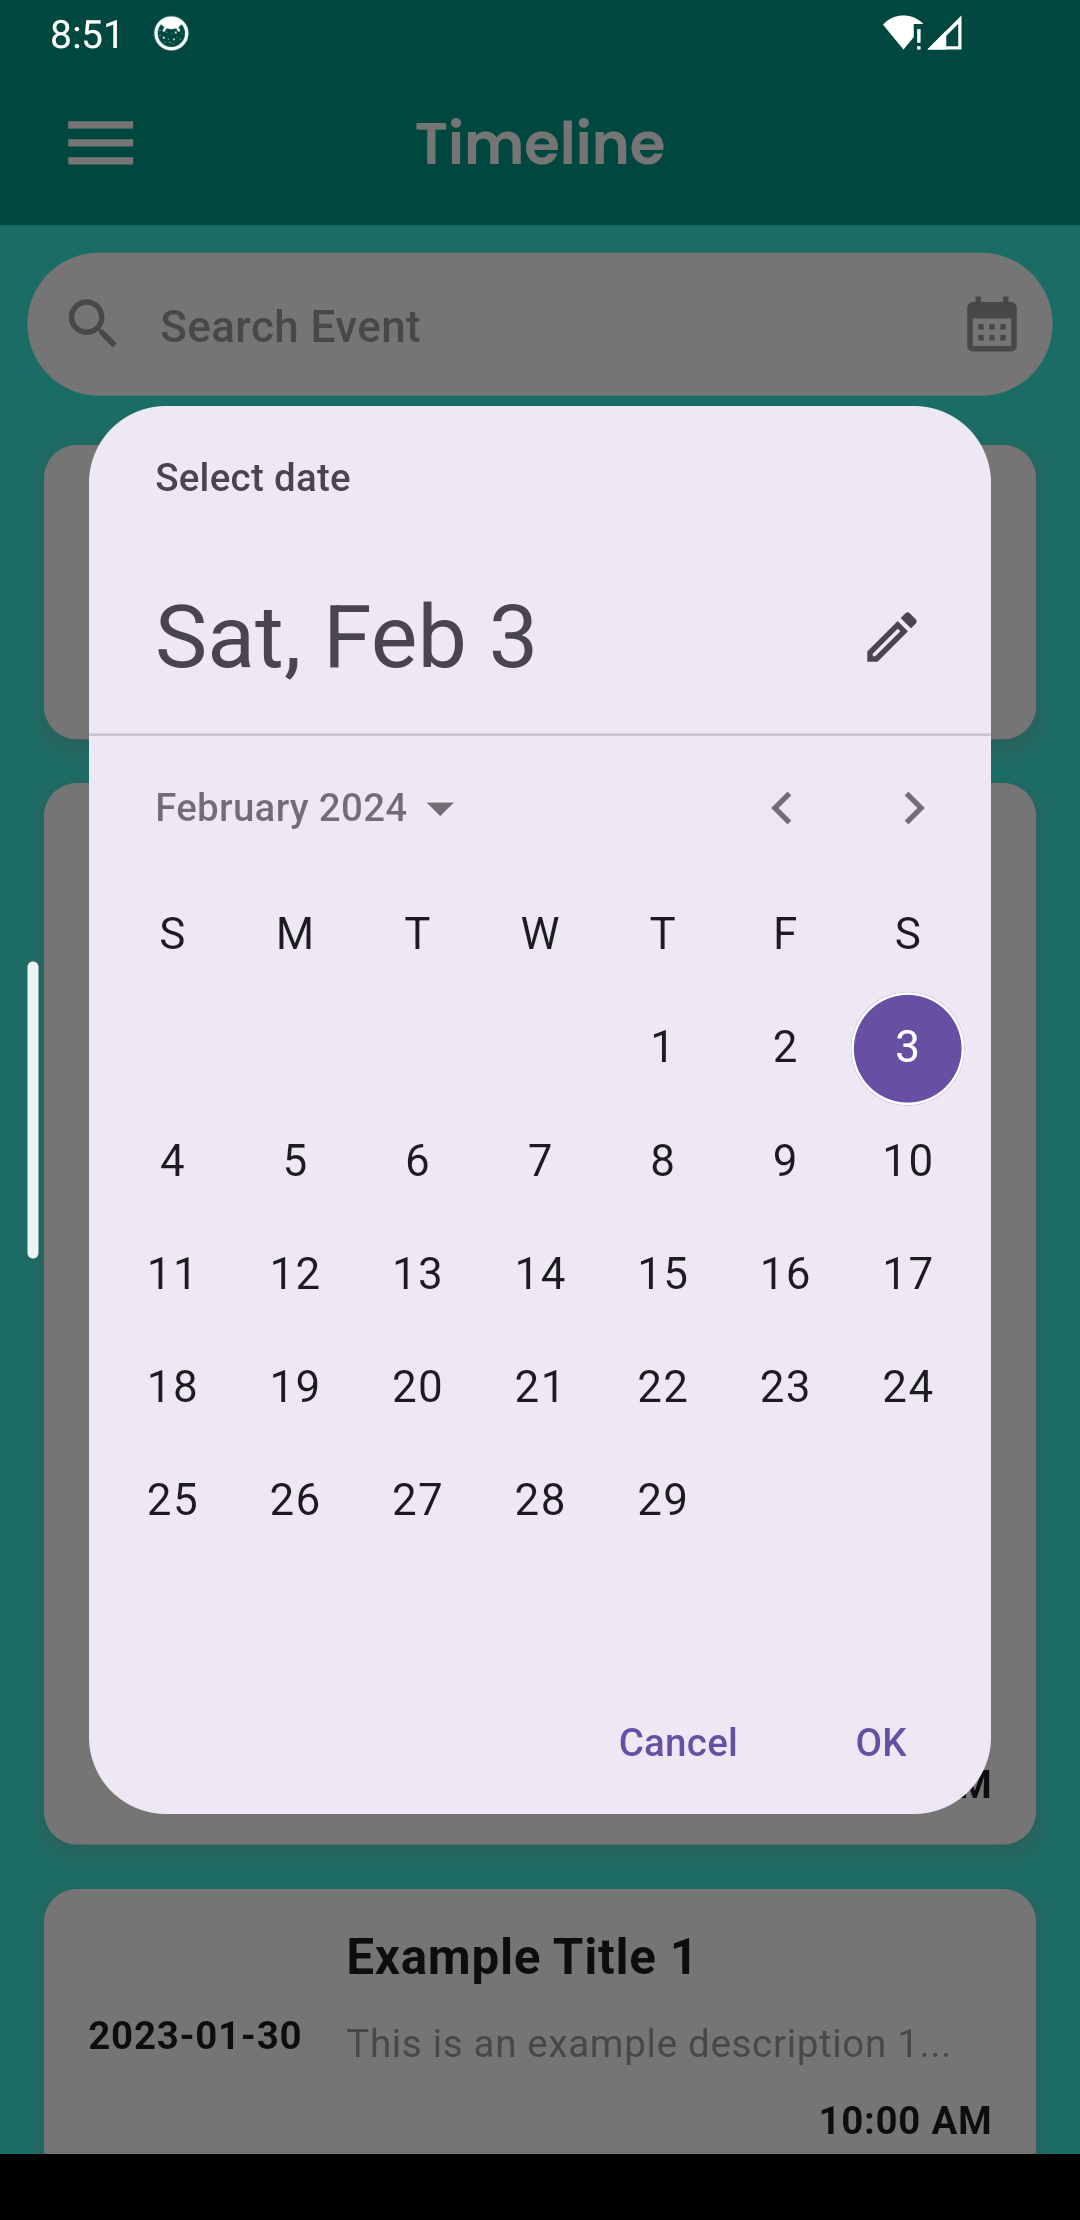 8:51
Timeline
Search Event
Select date
Sat, Feb 3
February 2024
S M T W T F S
1 2 3
4 5 6 7 8 9 10
11 12 13 14 15 16 17
18 19 20 21 22 23 24
25 26 27 28 29
Cancel OK
Example Title 1
2023-01-30
This is an example description 1...
10:00 AM